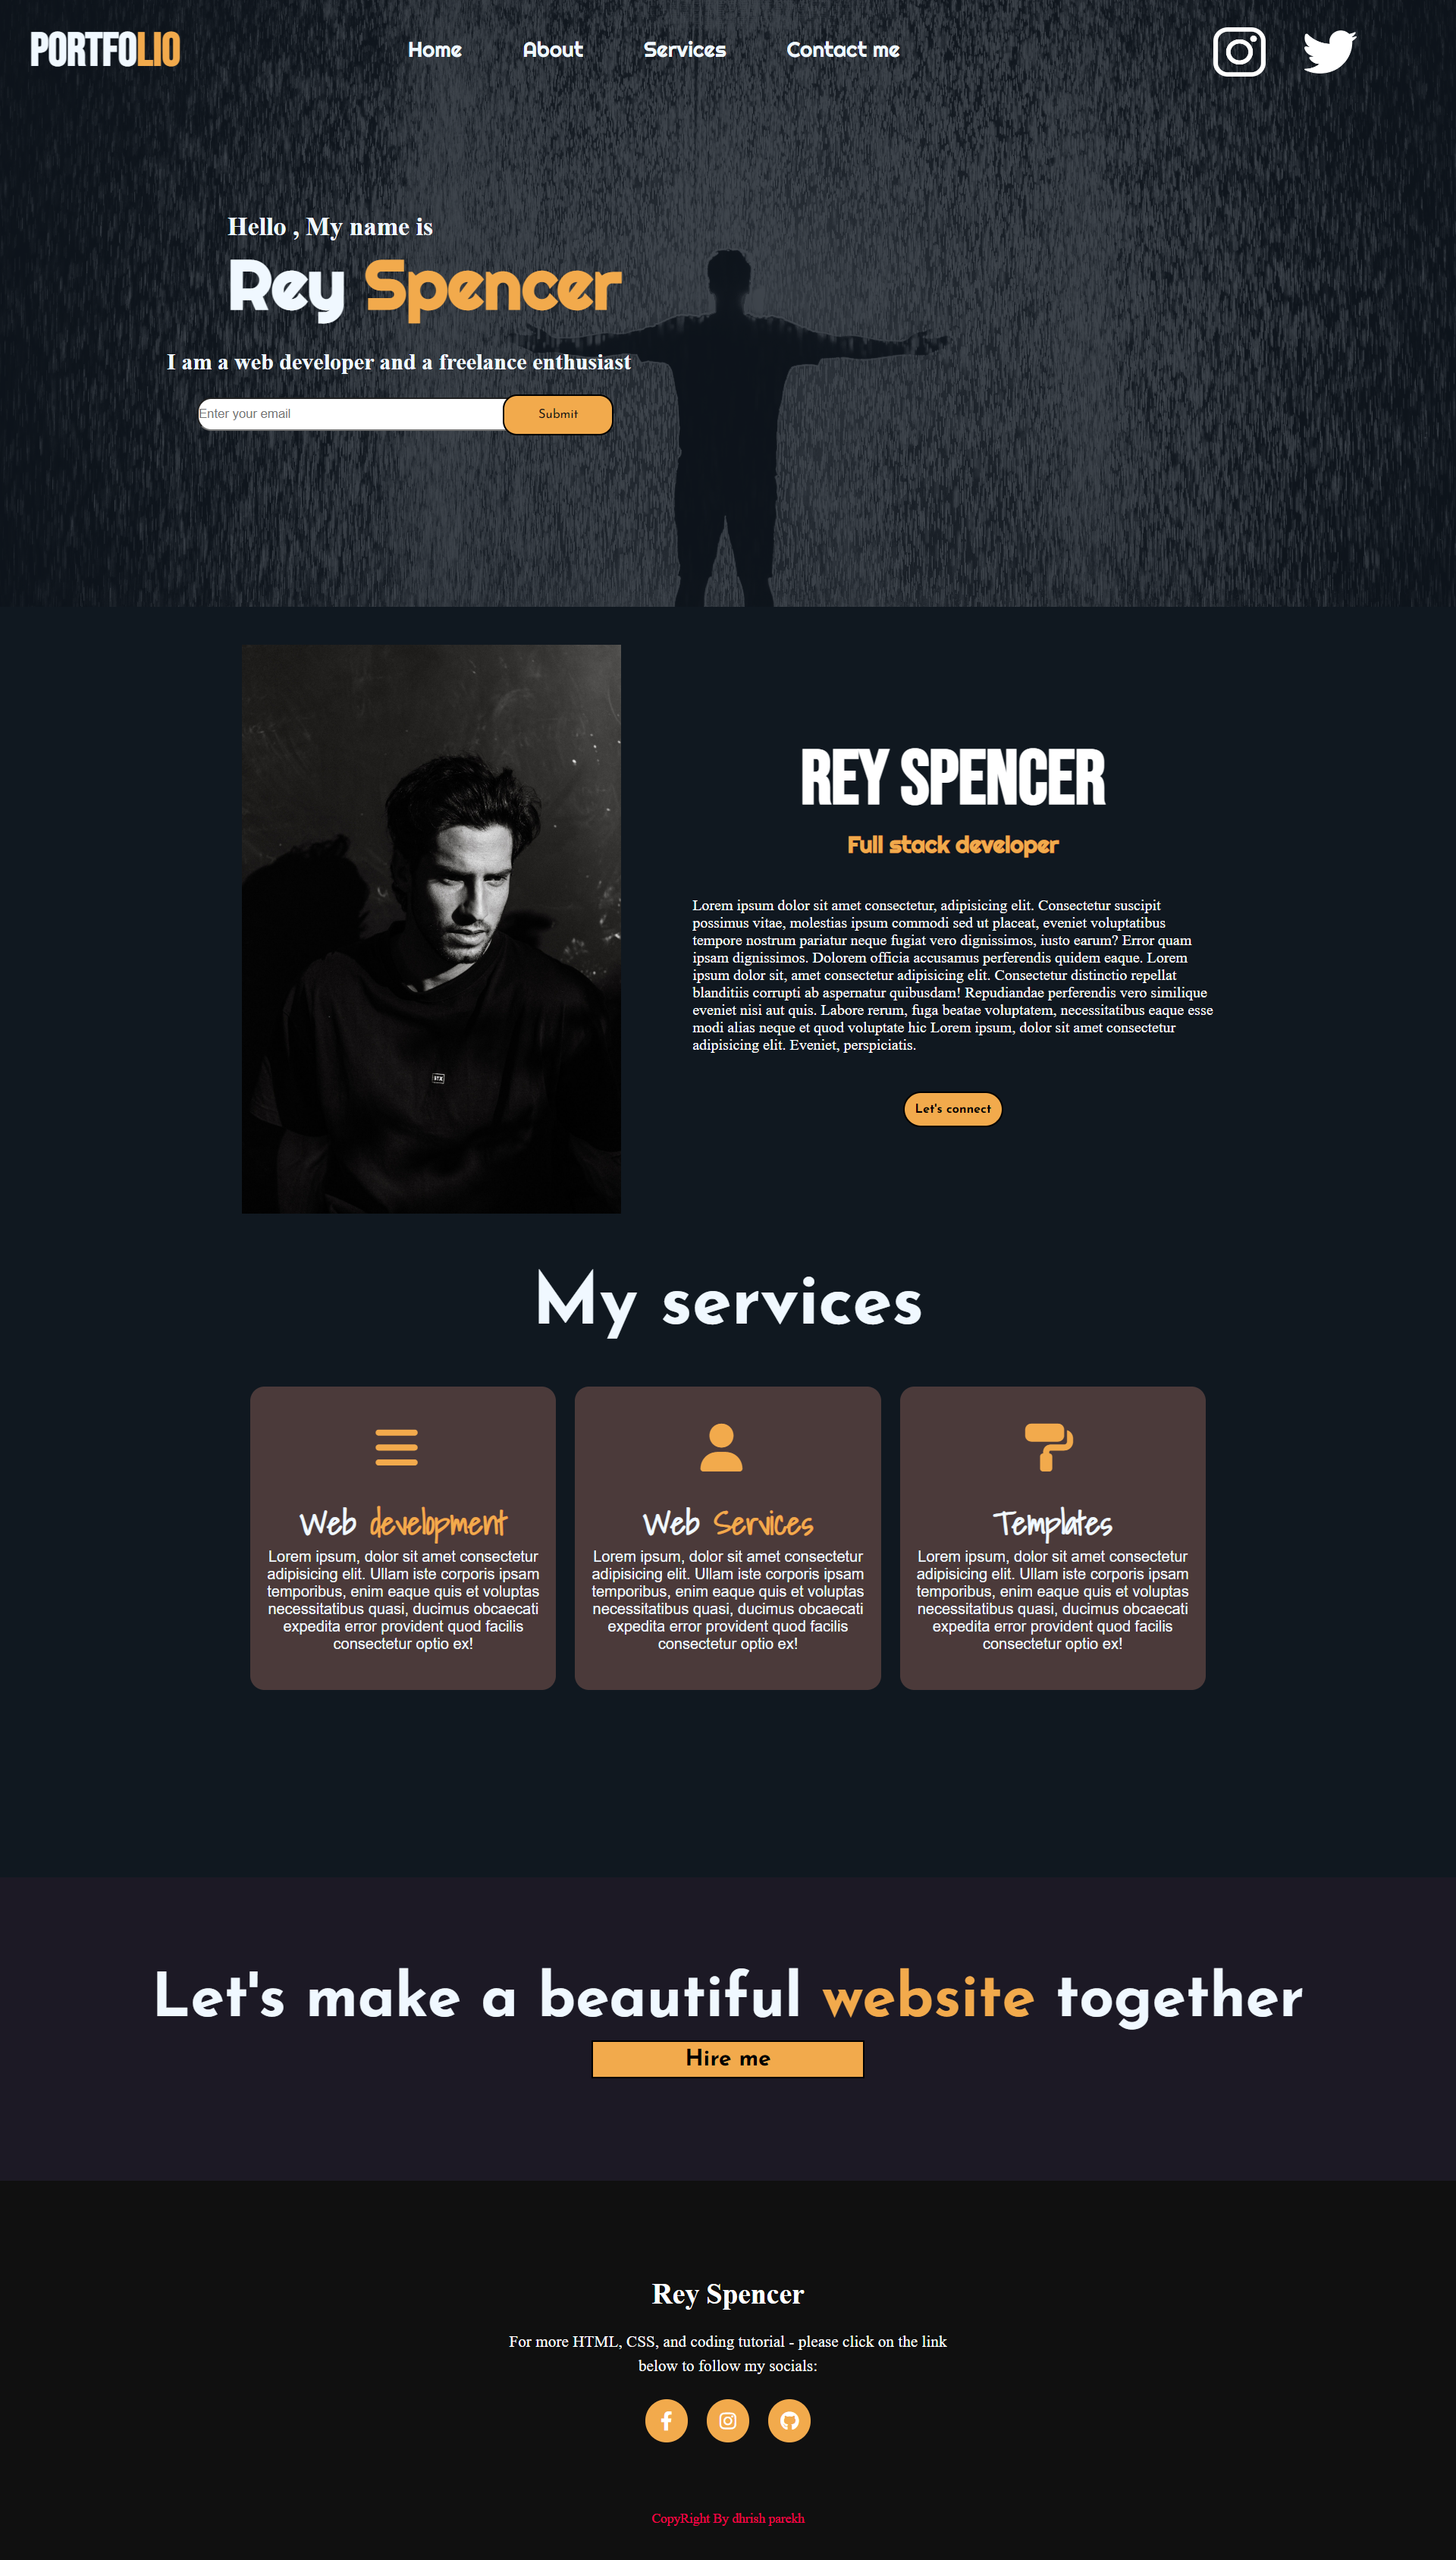 PORTFOLIO
Home About Services Contact me
Hello , My name is
Rey Spencer
I am a web developer and a freelance enthusiast
Enter your email Submit
REY SPENCER
Full stack developer
Lorem ipsum dolor sit amet consectetur, adipisicing elit. Consectetur suscipit
possimus vitae, molestias ipsum commodi sed ut placeat, eveniet voluptatibus
tempore nostrum pariatur neque fugiat vero dignissimos, iusto earum? Error quam
ipsam dignissimos. Dolorem officia accusamus perferendis quidem eaque. Lorem
ipsum dolor sit, amet consectetur adipisicing elit. Consectetur distinctio repellat
blanditiis corrupti ab aspernatur quibusdam! Repudiandae perferendis vero similique
eveniet nisi aut quis. Labore rerum, fuga beatae voluptatem, necessitatibus eaque esse
modi alias neque et quod voluptate hic Lorem ipsum, dolor sit amet consectetur
adipisicing elit. Eveniet, perspiciatis.
Let's connect
My services
Web development
Lorem ipsum, dolor sit amet consectetur
adipisicing elit. Ullam iste corporis ipsam
temporibus, enim eaque quis et voluptas
necessitatibus quasi, ducimus obcaecati
expedita error provident quod facilis
consectetur optio ex!
Web Services
Lorem ipsum, dolor sit amet consectetur
adipisicing elit. Ullam iste corporis ipsam
temporibus, enim eaque quis et voluptas
necessitatibus quasi, ducimus obcaecati
expedita error provident quod facilis
consectetur optio ex!
Templates
Lorem ipsum, dolor sit amet consectetur
adipisicing elit. Ullam iste corporis ipsam
temporibus, enim eaque quis et voluptas
necessitatibus quasi, ducimus obcaecati
expedita error provident quod facilis
consectetur optio ex!
Let's make a beautiful website together
Hire me
Rey Spencer
For more HTML, CSS, and coding tutorial - please click on the link
below to follow my socials:
CopyRight By dhrish parekh